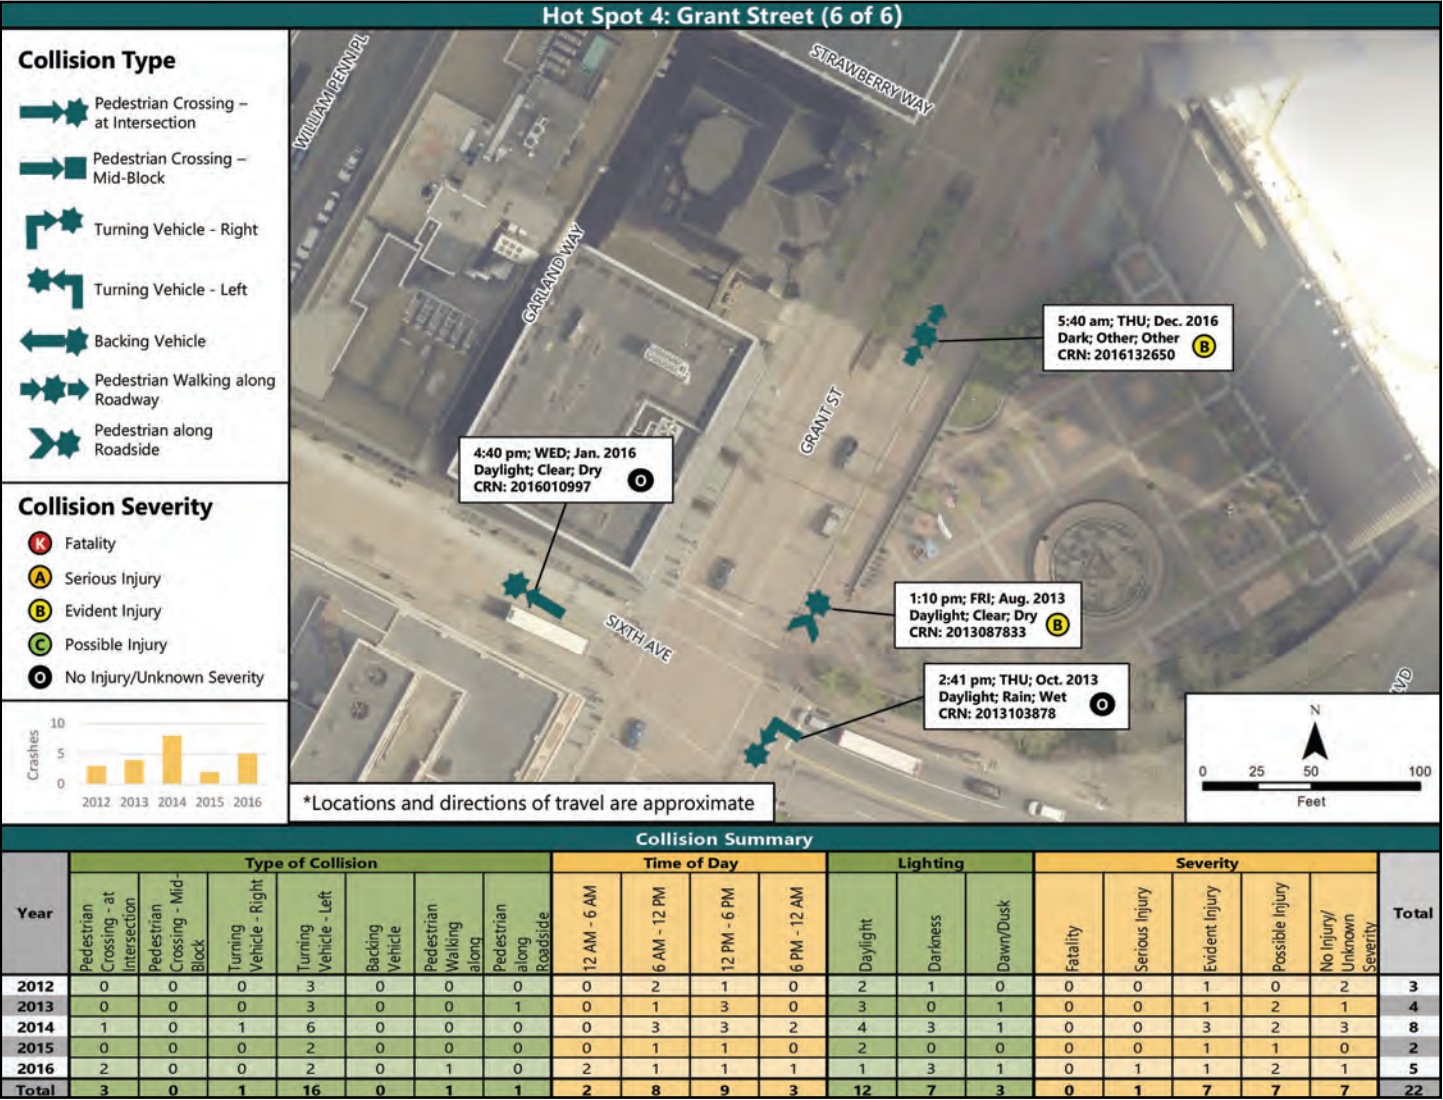 Hot Spot 4: Grant Street (6 of 6)
Collision Type
Pedestrian Crossing –
at Intersection
Pedestrian Crossing –
Mid-Block
Turning Vehicle - Right
Turning Vehicle - Left
Backing Vehicle
Pedestrian Walking along
Roadway
Pedestrian along
Roadside
Collision Severity
K Fatality
A Serious Injury
B Evident Injury
C Possible Injury
O No Injury/Unknown Severity
Crashes
10
5
0
2012 2013 2014 2015 2016
WILLIAM PENN PL
STRAWBERRY WAY
GARLAND WAY
GRANT ST
SIXTH AVE
LVD
5:40 am; THU; Dec. 2016
Dark; Other; Other
CRN: 2016132650
B
4:40 pm; WED; Jan. 2016
Daylight; Clear; Dry
CRN: 2016010997
O
1:10 pm; FRI; Aug. 2013
Daylight; Clear; Dry
CRN: 2013087833
B
2:41 pm; THU; Oct. 2013
Daylight; Rain; Wet
CRN: 2013103878
O
N
0 25 50 100
Feet
*Locations and directions of travel are approximate
Collision Summary
Year
Type of Collision
Time of Day
Lighting
Severity
Total
Pedestrian
Crossing - at
Intersection
Pedestrian
Crossing - Mid-
Block
Turning
Vehicle - Right
Turning
Vehicle - Left
Backing
Vehicle
Pedestrian
Walking
along
Pedestrian
along
Roadside
12 AM - 6 AM
6 AM - 12 PM
12 PM - 6 PM
6 PM - 12 AM
Daylight
Darkness
Dawn/Dusk
Fatality
Serious Injury
Evident Injury
Possible Injury
No Injury/
Unknown
Severity
2012 0 0 0 3 0 0 0 0 2 1 0 2 1 0 0 0 1 0 2 3
2013 0 0 0 3 0 0 1 0 1 3 0 3 0 1 0 0 1 2 1 4
2014 1 0 1 6 0 0 0 0 3 3 2 4 3 1 0 0 3 2 3 8
2015 0 0 0 2 0 0 0 0 1 1 0 2 0 0 0 0 1 1 0 2
2016 2 0 0 2 0 1 0 2 1 1 1 1 3 1 0 1 1 2 1 5
Total 3 0 1 16 0 1 1 2 8 9 3 12 7 3 0 1 7 7 7 22